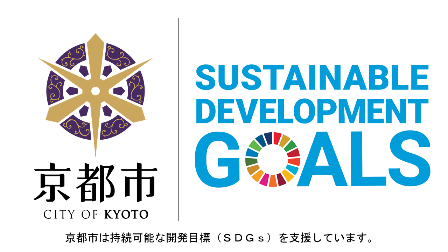 京都市
CITY OF KYOTO
SUSTAINABLE
DEVELOPMENT
GOALS
京都市は持続可能な開発目標（ＳＤＧｓ）を支援しています。